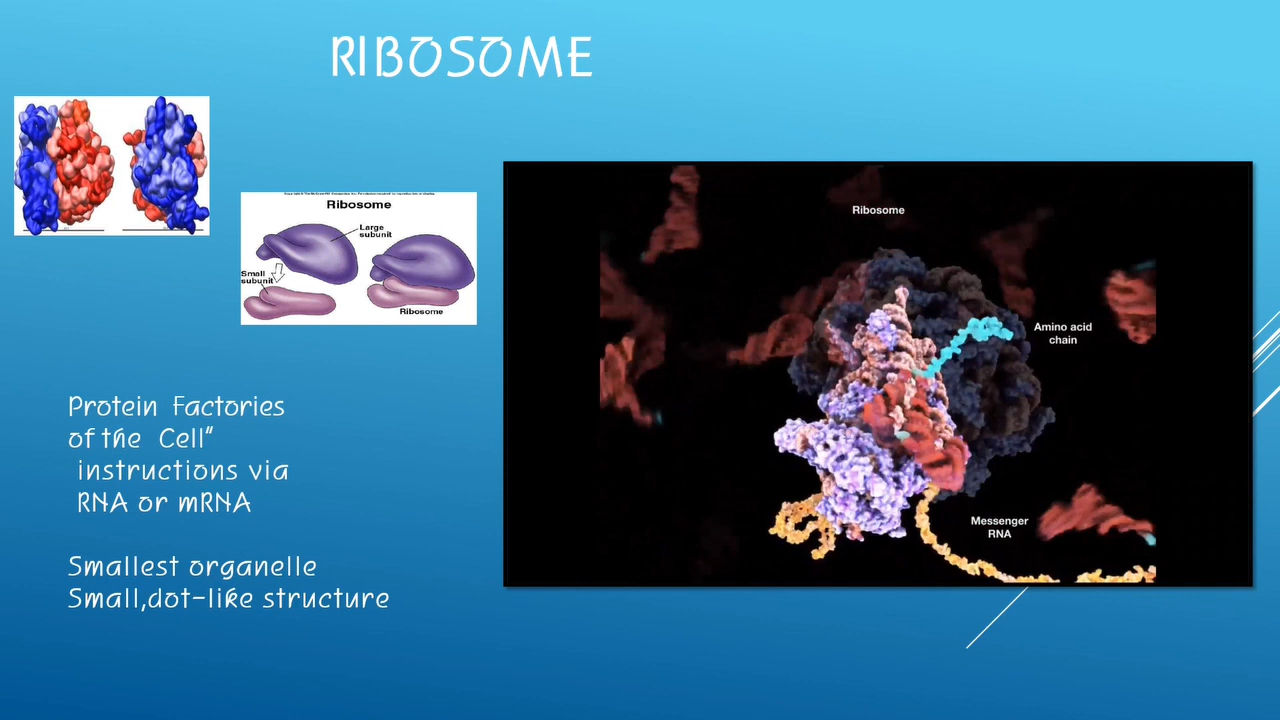 RIBOSOME
Ribosome
Large
subunit
Small
subunit
Ribosome
Protein Factories
of the Cell"
instructions via
RNA or mRNA
Smallest organelle
Small,dot-like structure
Ribosome
Amino acid
chain
Messenger
RNA